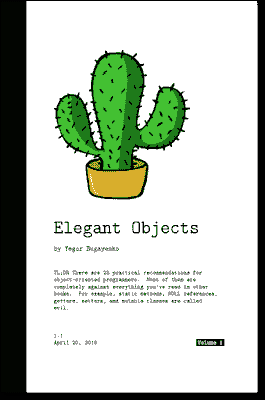 Elegant Objects
by Yegor Bugayenko
TL;DR There are 23 practical recommendations for
object-oriented programmers. Most of them are
completely against everything you've read in other
books. For example, static methods, NULL references,
getters, setters, and mutable classes are called
evil.
April 20, 2018
Volume 1